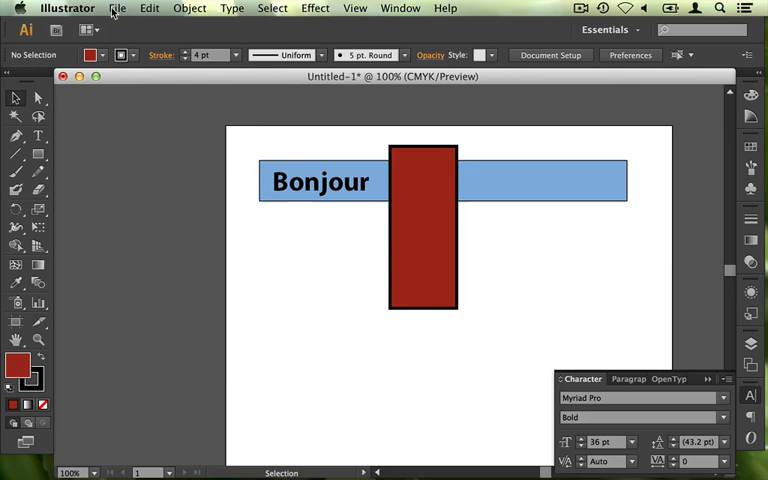 Illustrator File Edit Object Type Select Effect View Window Help
Ai Br Essentials
No Selection Stroke: 4 pt Uniform 5 pt. Round Opacity Style: Document Setup Preferences
Untitled-1* @ 100% (CMYK/Preview)
Bonjour
Character Paragrap OpenTyp
Myriad Pro
Bold
36 pt (43.2 pt)
Auto 0
100% 1 Selection